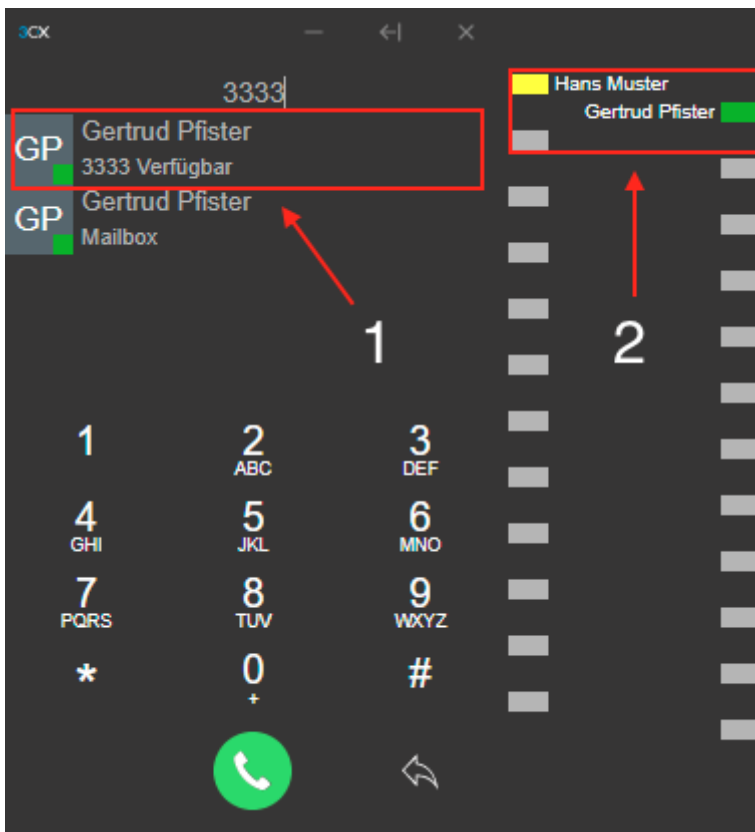 3CX
3333
GP
Gertrud Pfister
3333 Verfügbar
GP
Gertrud Pfister
Mailbox
1
1
2
3
ABC
DEF
4
5
6
GHI
JKL
MNO
7
8
9
PQRS
TUV
WXYZ
*
0
#
+
Hans Muster
Gertrud Pfister
2